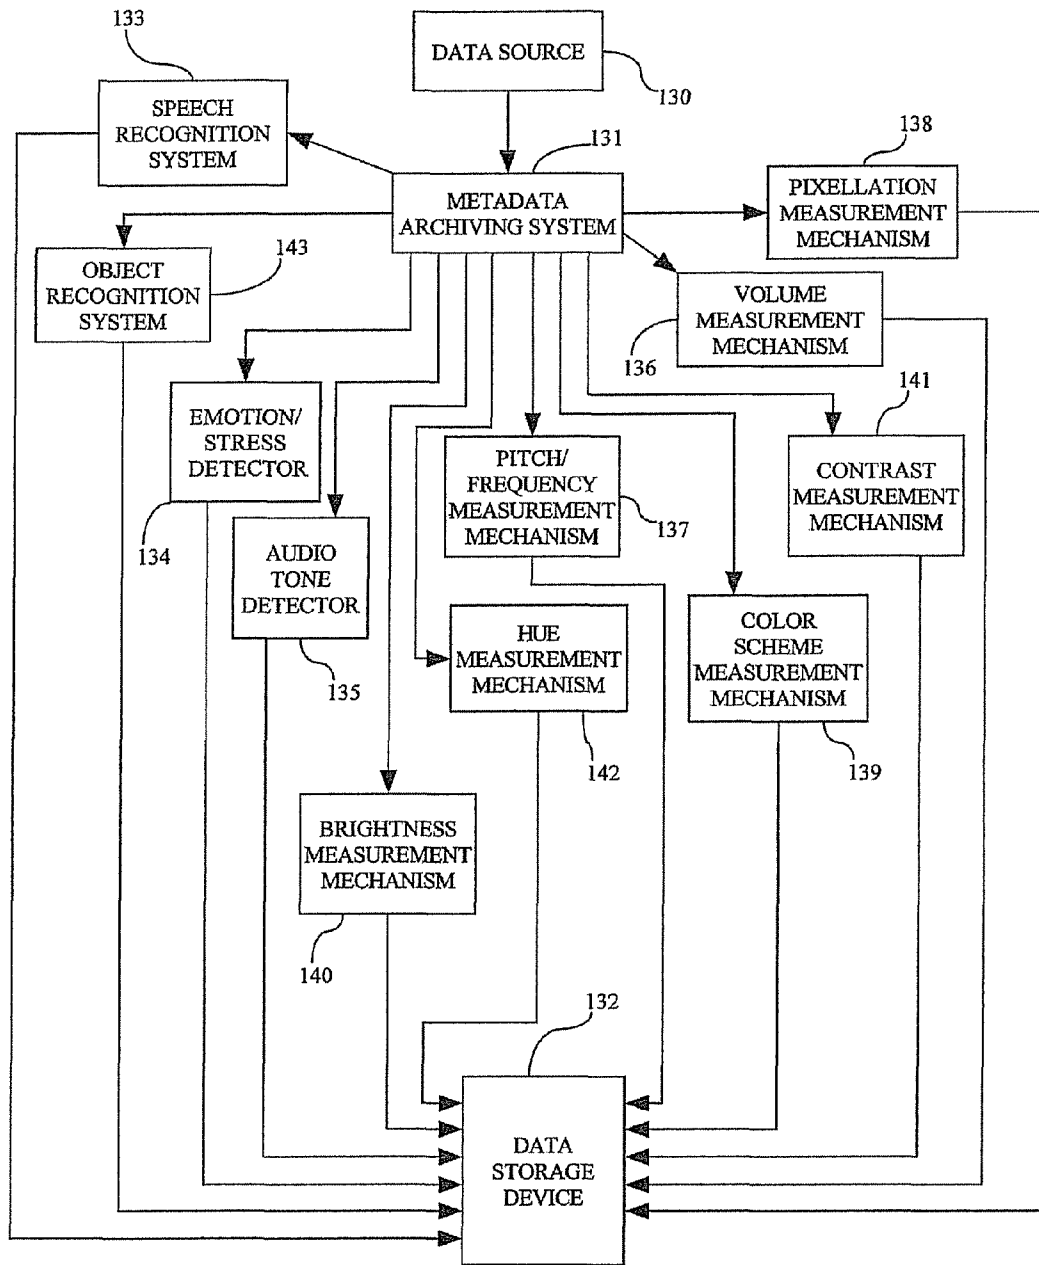 133
DATA SOURCE
130
SPEECH
RECOGNITION
SYSTEM
131
138
METADATA
ARCHIVING SYSTEM
PIXELLATION
MEASUREMENT
MECHANISM
143
OBJECT
RECOGNITION
SYSTEM
VOLUME
MEASUREMENT
MECHANISM
136
141
EMOTION/
STRESS
DETECTOR
134
PITCH/
FREQUENCY
MEASUREMENT
MECHANISM
137
CONTRAST
MEASUREMENT
MECHANISM
AUDIO
TONE
DETECTOR
135
HUE
MEASUREMENT
MECHANISM
142
COLOR
SCHEME
MEASUREMENT
MECHANISM
139
BRIGHTNESS
MEASUREMENT
MECHANISM
140
132
DATA
STORAGE
DEVICE